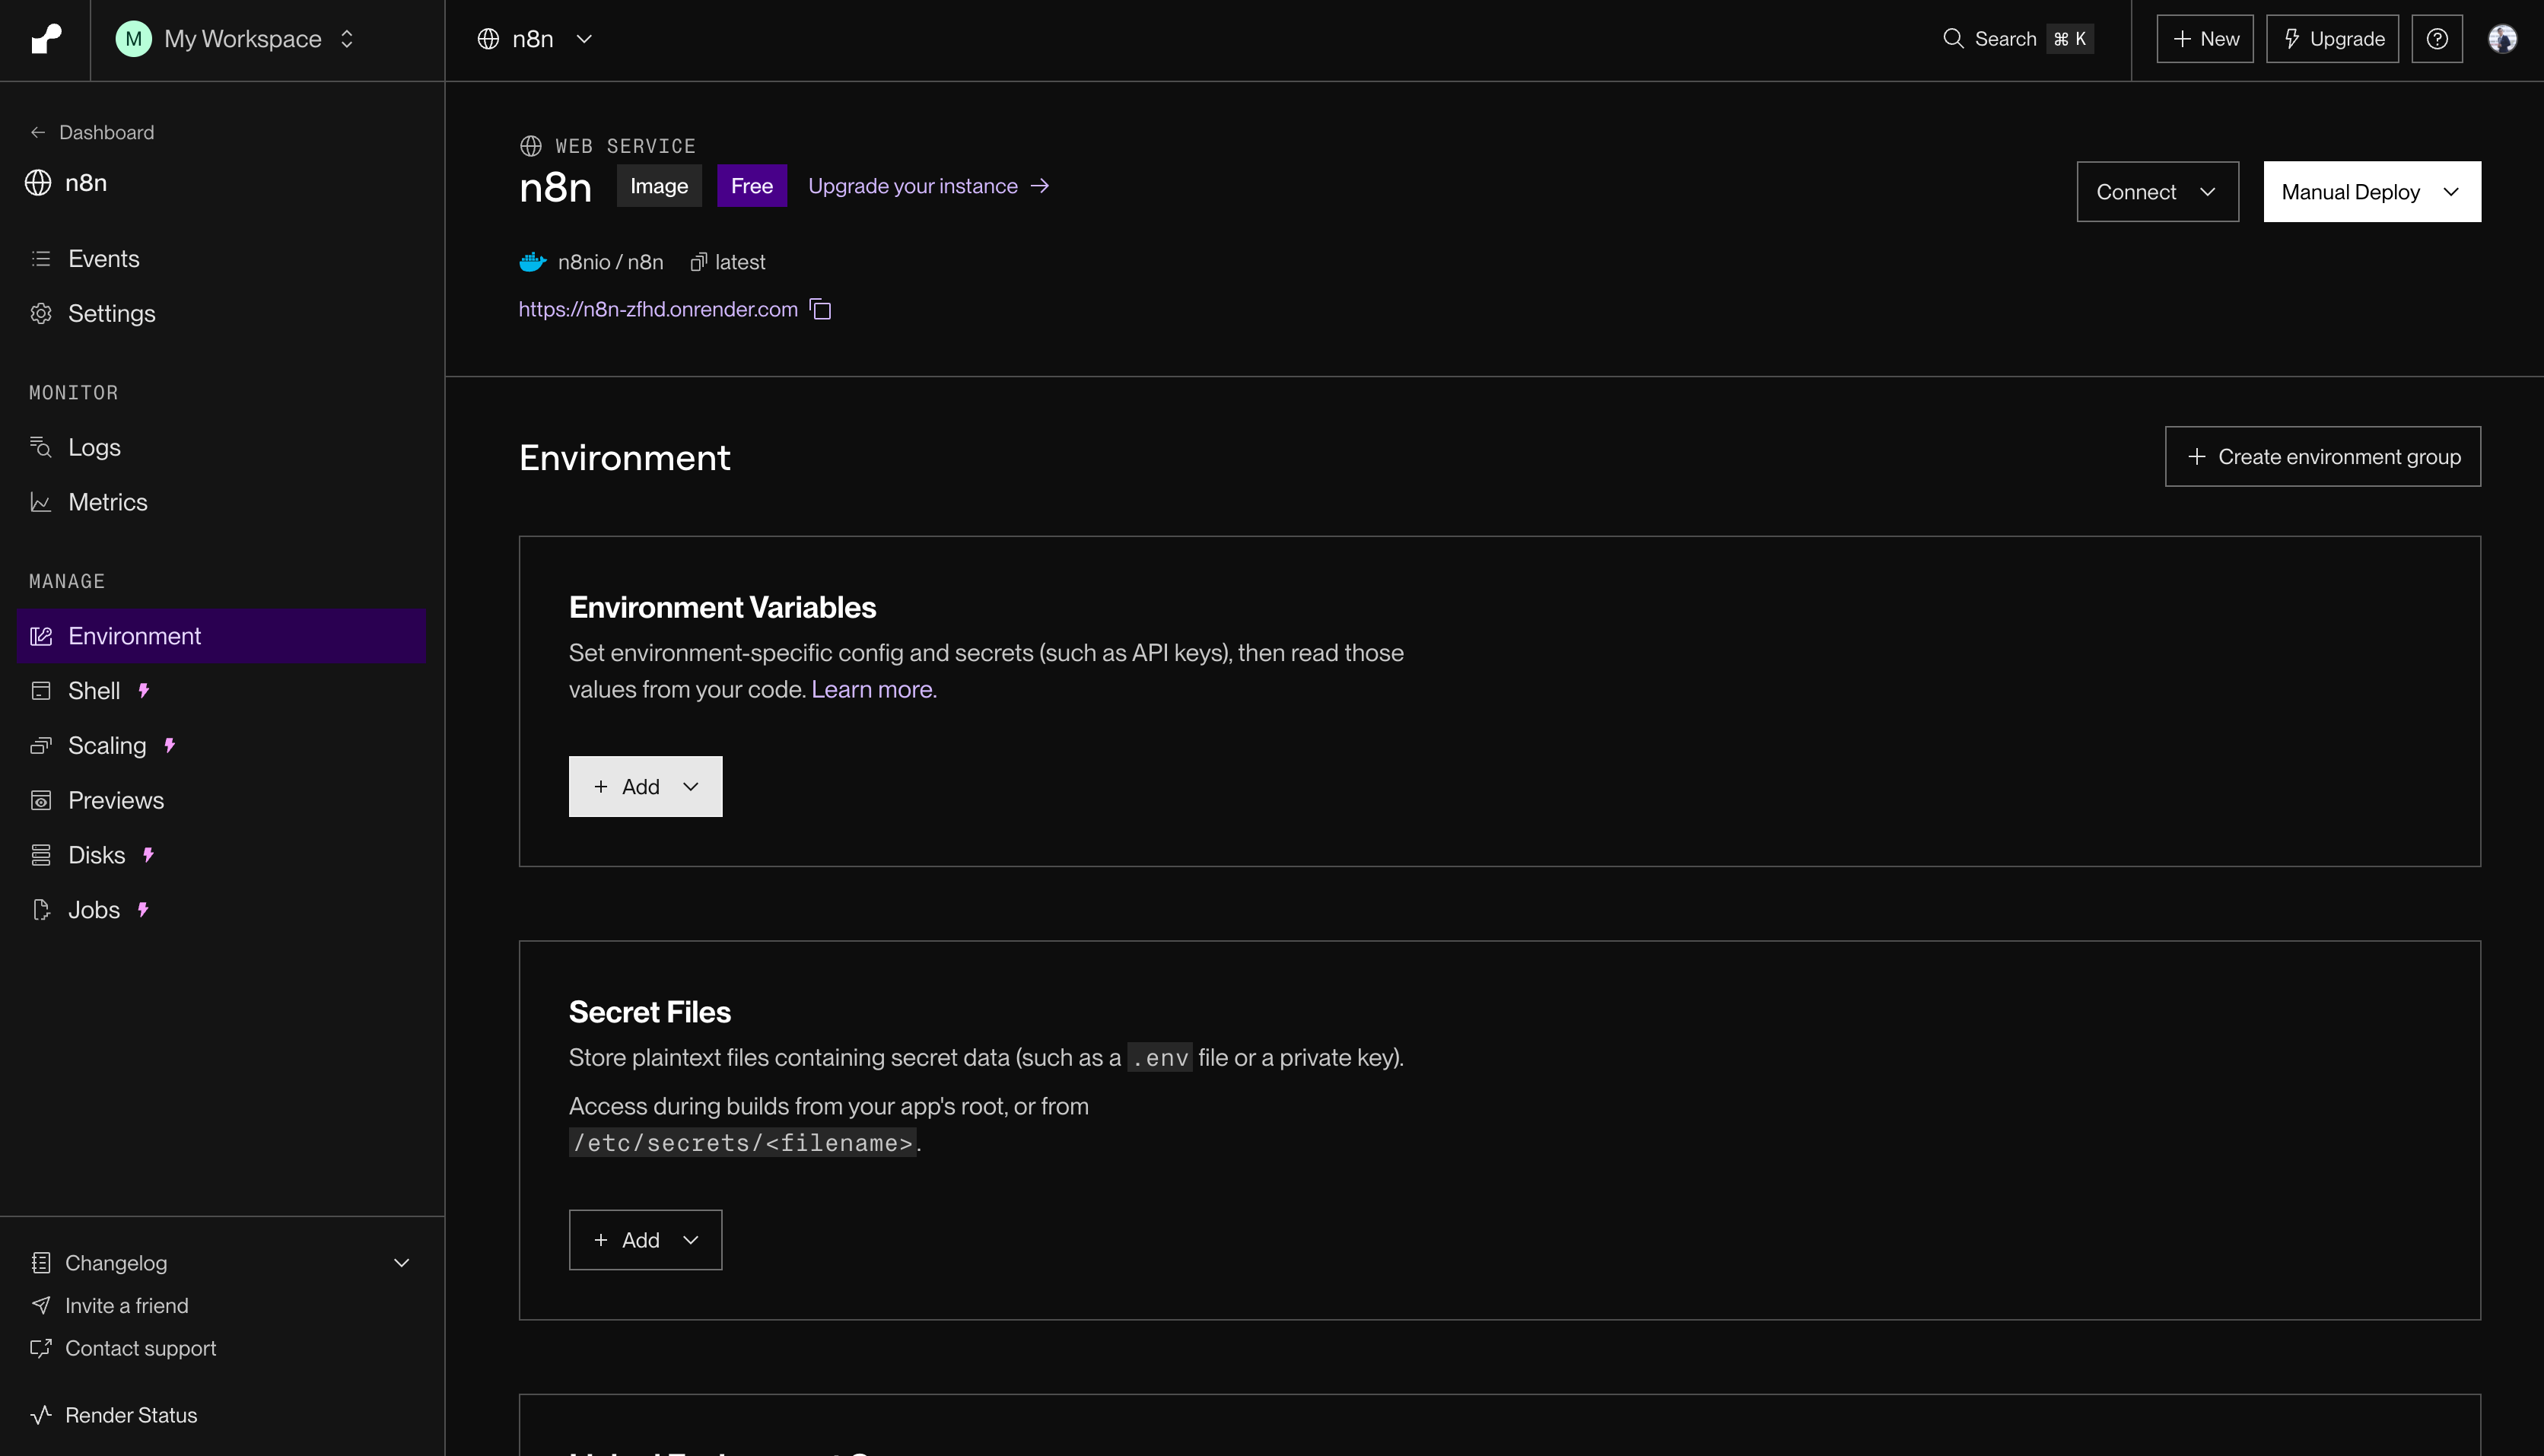 M My Workspace
n8n
Search ⌘ K
+ New
Upgrade
← Dashboard
n8n
Events
Settings
MONITOR
Logs
Metrics
MANAGE
Environment
Shell
Scaling
Previews
Disks
Jobs
Changelog
Invite a friend
Contact support
Render Status
WEB SERVICE
n8n Image Free Upgrade your instance →
n8nio / n8n latest
https://n8n-zfhd.onrender.com
Connect
Manual Deploy
Environment
+ Create environment group
Environment Variables
Set environment-specific config and secrets (such as API keys), then read those
values from your code. Learn more.
+ Add
Secret Files
Store plaintext files containing secret data (such as a .env file or a private key).
Access during builds from your app's root, or from
/etc/secrets/<filename>.
+ Add